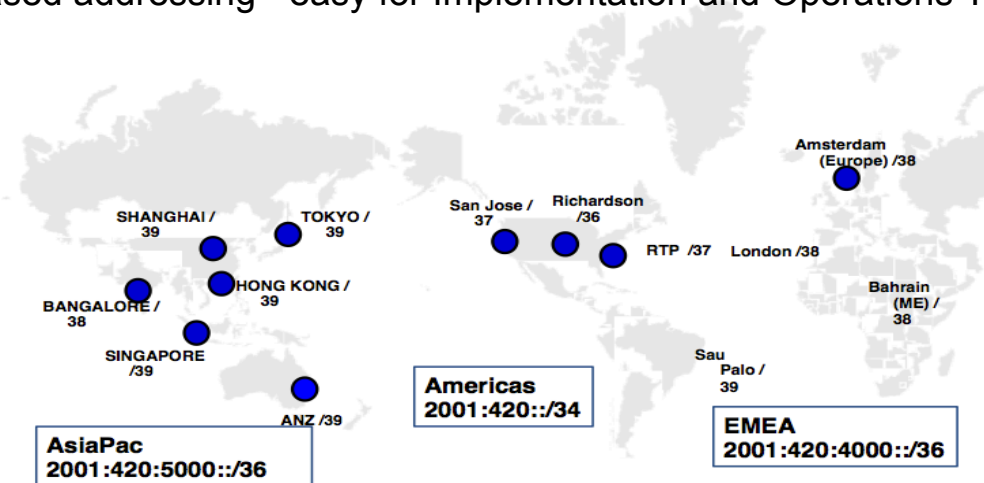 ased addressing - easy for Implementation and Operations
Amsterdam
(Europe) /38
San Jose /
37
Richardson
/36
SHANGHAI /
39
TOKYO /
39
RTP /37
London /38
HONG KONG /
39
BANGALORE /
38
Bahrain
(ME) /
38
SINGAPORE
/39
Sau
Palo /
39
ANZ /39
Americas
2001:420::/34
EMEA
2001:420:4000::/36
AsiaPac
2001:420:5000::/36